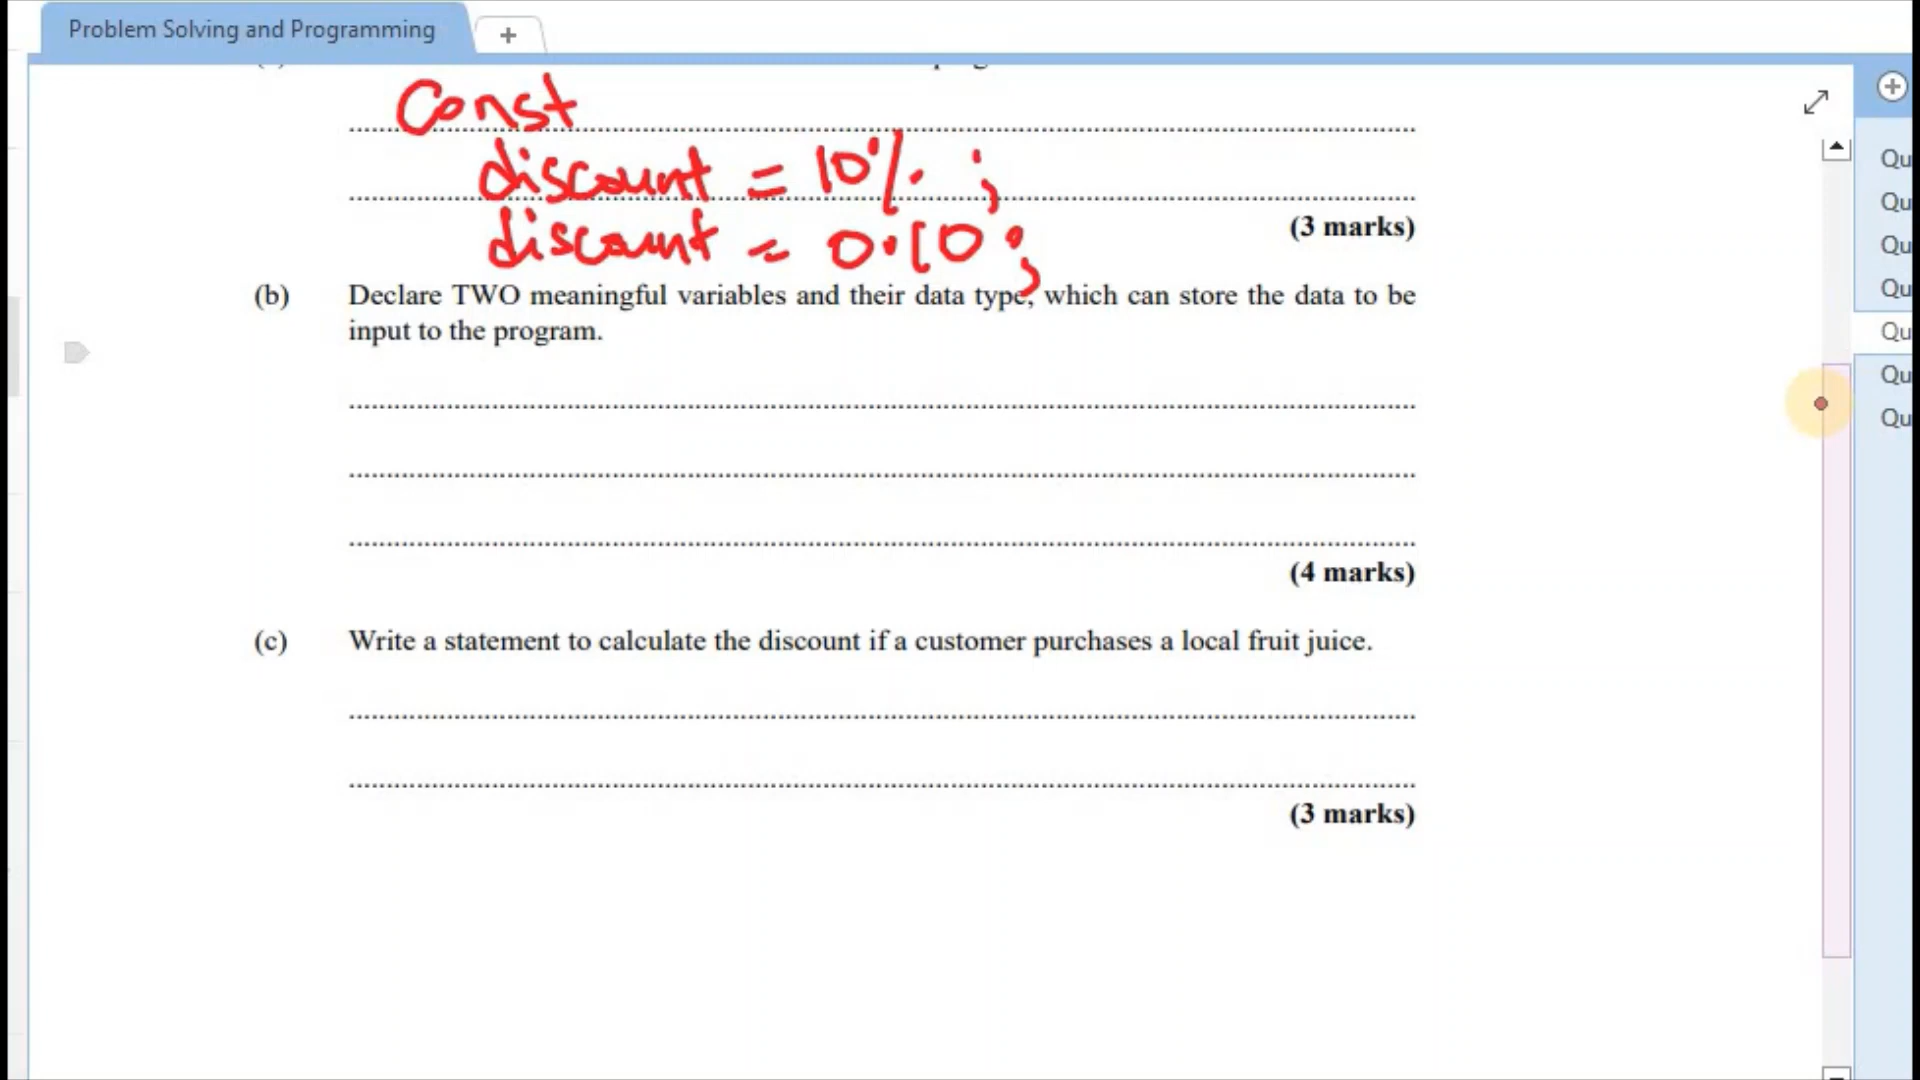 Problem Solving and Programming
Const
discount = 10% ;
discount = 0.10 ;
(3 marks)
(b) Declare TWO meaningful variables and their data type, which can store the data to be
input to the program.
(4 marks)
(c) Write a statement to calculate the discount if a customer purchases a local fruit juice.
(3 marks)
Qu
Qu
Qu
Qu
Qu
Qu
Qu